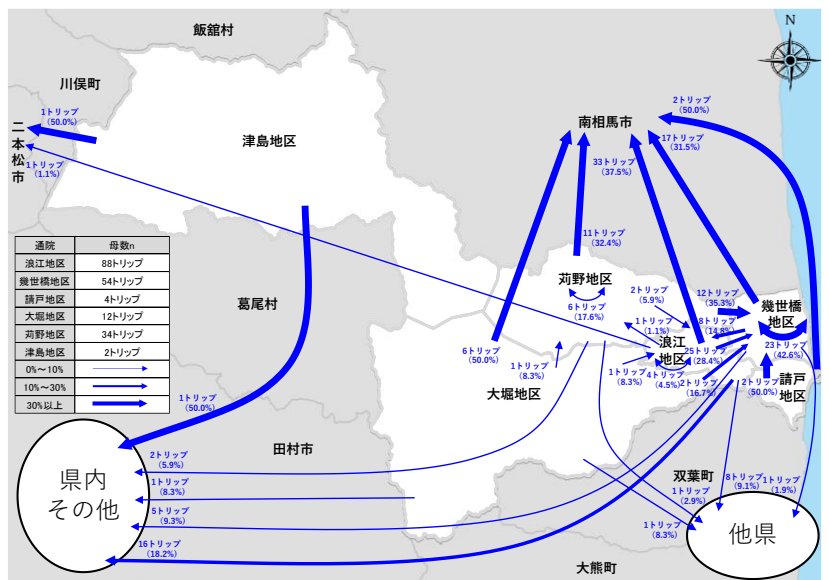 飯舘村
N
川俣町
1トリップ
(50.0%)
二本松市
津島地区
1トリップ
(1.1%)
2トリップ
(50.0%)
南相馬市
17トリップ
(31.5%)
33トリップ
(37.5%)
通院 母数n
浪江地区 88トリップ
幾世橋地区 54トリップ
請戸地区 4トリップ
大堀地区 12トリップ
苅野地区 34トリップ
津島地区 2トリップ
0%～10%
10%～30%
30%以上
葛尾村
11トリップ
(32.4%)
苅野地区
6トリップ
(17.6%)
2トリップ
(5.9%)
12トリップ
(35.3%)
幾世橋
地区
1トリップ
(1.1%)
8トリップ
(14.8%)
浪江
地区
25トリップ
(28.4%)
23トリップ
(42.6%)
6トリップ
(50.0%)
1トリップ
(8.3%)
1トリップ
(8.3%)
4トリップ
(4.5%)
2トリップ
(16.7%)
2トリップ
(50.0%)
請戸
地区
大堀地区
1トリップ
(50.0%)
田村市
2トリップ
(5.9%)
県内
その他
1トリップ
(8.3%)
5トリップ
(9.3%)
16トリップ
(18.2%)
双葉町
8トリップ
(9.1%)
1トリップ
(1.9%)
1トリップ
(2.9%)
1トリップ
(8.3%)
他県
大熊町